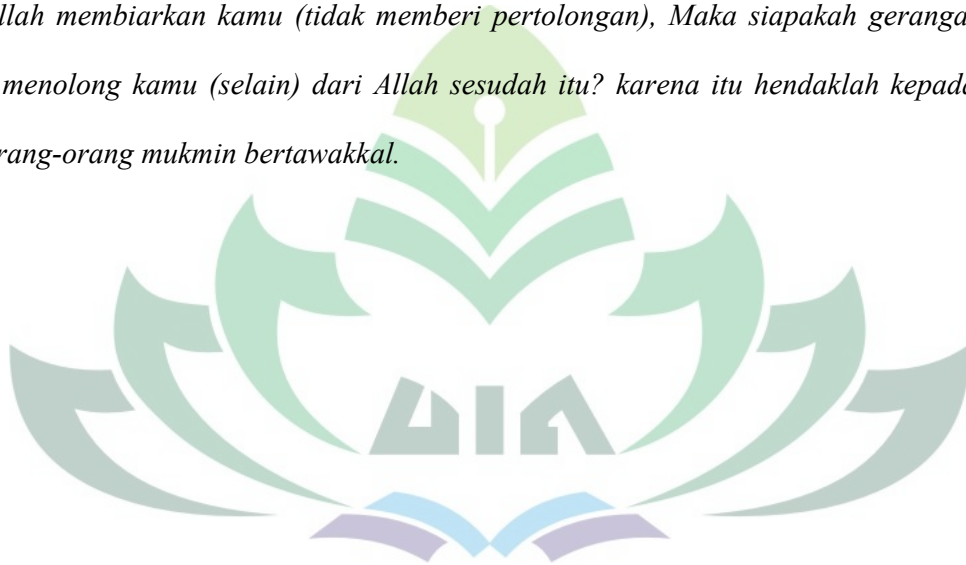 llah membiarkan kamu (tidak memberi pertolongan), Maka siapakah geranga
menolong kamu (selain) dari Allah sesudah itu? karena itu hendaklah kepada
rang-orang mukmin bertawakkal.
UIN